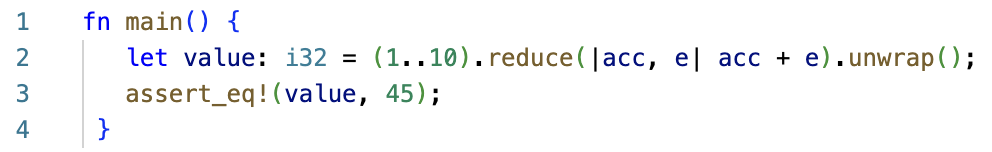 1 fn main() {
2 let value: i32 = (1..10).reduce(|acc, e| acc + e).unwrap();
3 assert_eq!(value, 45);
4 }